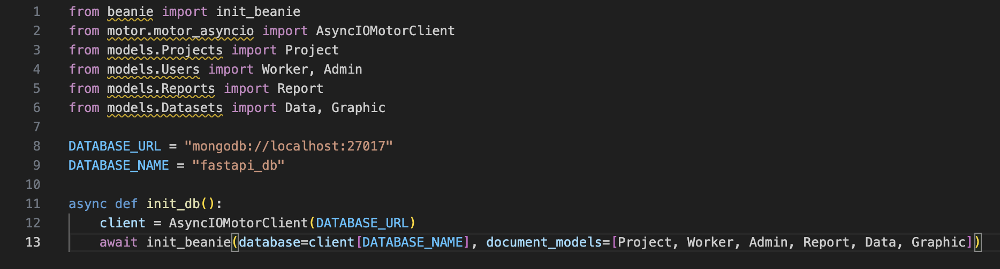 1 from beanie import init_beanie
2 from motor.motor_asyncio import AsyncIOMotorClient
3 from models.Projects import Project
4 from models.Users import Worker, Admin
5 from models.Reports import Report
6 from models.Datasets import Data, Graphic
7
8 DATABASE_URL = "mongodb://localhost:27017"
9 DATABASE_NAME = "fastapi_db"
10
11 async def init_db():
12     client = AsyncIOMotorClient(DATABASE_URL)
13     await init_beanie(database=client[DATABASE_NAME], document_models=[Project, Worker, Admin, Report, Data, Graphic])